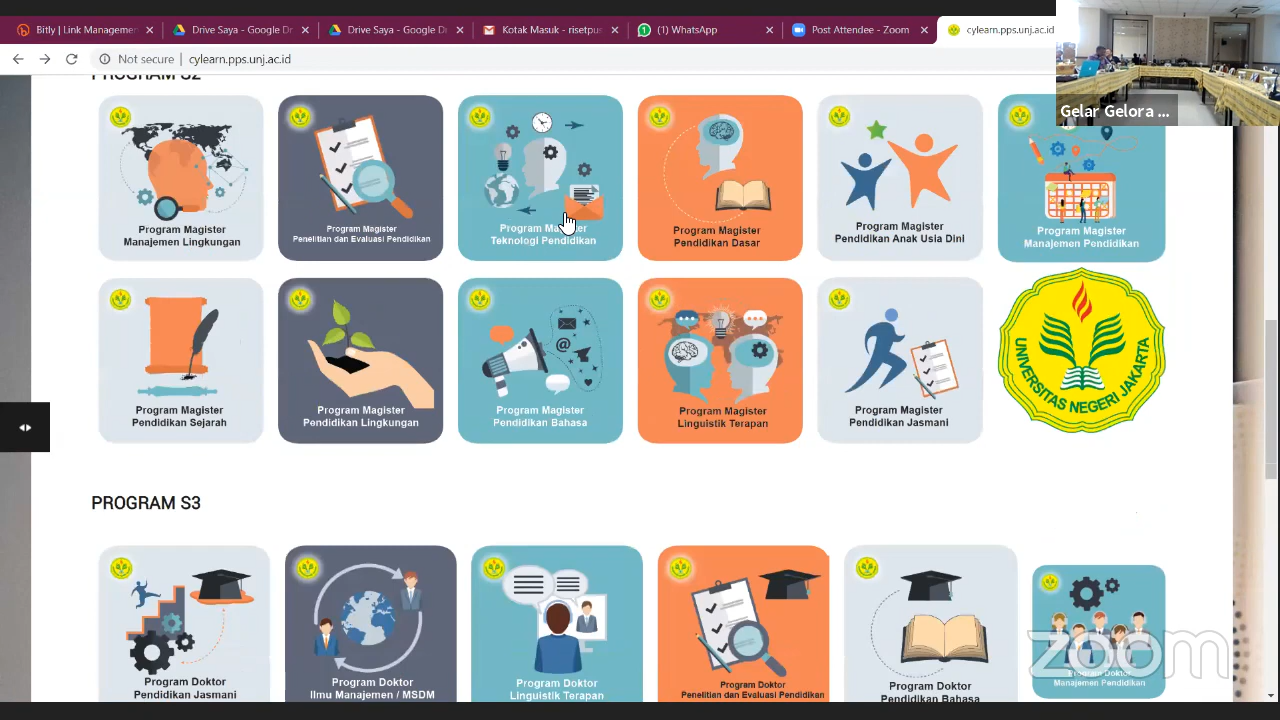 Bitly | Link Managemen
Drive Saya - Google Dr
Drive Saya - Google D
Kotak Masuk - risetpus
(1) WhatsApp
Post Attendee - Zoom
cylearn.pps.unj.ac.id
Not secure | cylearn.pps.unj.ac.id
Gelar Gelora ...
PROGRAM S2
Program Magister
Manajemen Lingkungan
Program Magister
Penelitian dan Evaluasi Pendidikan
Program Magister
Teknologi Pendidikan
Program Magister
Pendidikan Dasar
Program Magister
Pendidikan Anak Usia Dini
Program Magister
Manajemen Pendidikan
Program Magister
Pendidikan Sejarah
Program Magister
Pendidikan Lingkungan
Program Magister
Pendidikan Bahasa
Program Magister
Linguistik Terapan
Program Magister
Pendidikan Jasmani
UNIVERSITAS NEGERI JAKARTA
PROGRAM S3
Program Doktor
Pendidikan Jasmani
Program Doktor
Ilmu Manajemen / MSDM
Program Doktor
Linguistik Terapan
Program Doktor
Penelitian dan Evaluasi Pendidikan
Program Doktor
Pendidikan Bahasa
Program Doktor
Manajemen Pendidikan
zoom